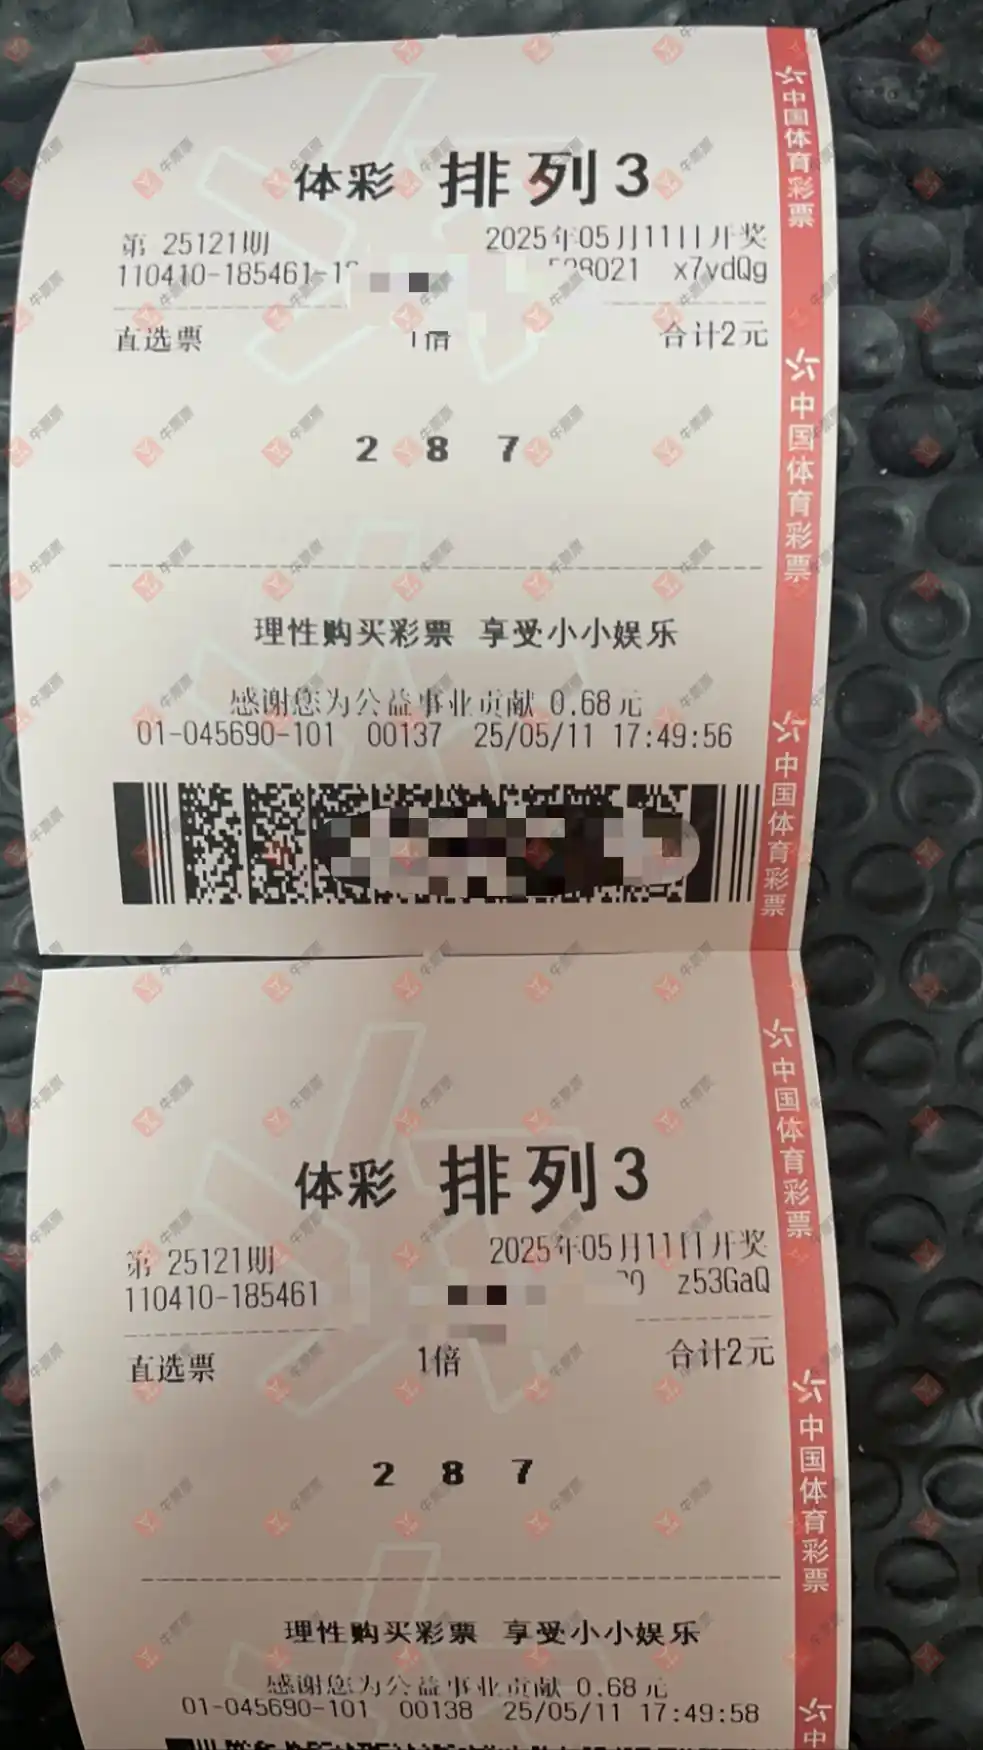 体彩 排列3
第 25121期 2025年05月11日开奖
110410-185461-1 528021 x7vdQg
直选票 1倍 合计2元
2 8 7
理性购买彩票 享受小小娱乐
感谢您为公益事业贡献 0.68元
01-045690-101 00137 25/05/11 17:49:56
中国体育彩票
中国体育彩票
中国体育彩票
体彩 排列3
第 25121期 2025年05月11日开奖
110410-185461 z53GaQ
直选票 1倍 合计2元
2 8 7
理性购买彩票 享受小小娱乐
感谢您为公益事业贡献 0.68元
01-045690-101 00138 25/05/11 17:49:58
中国体育彩票
中国体育彩票
中